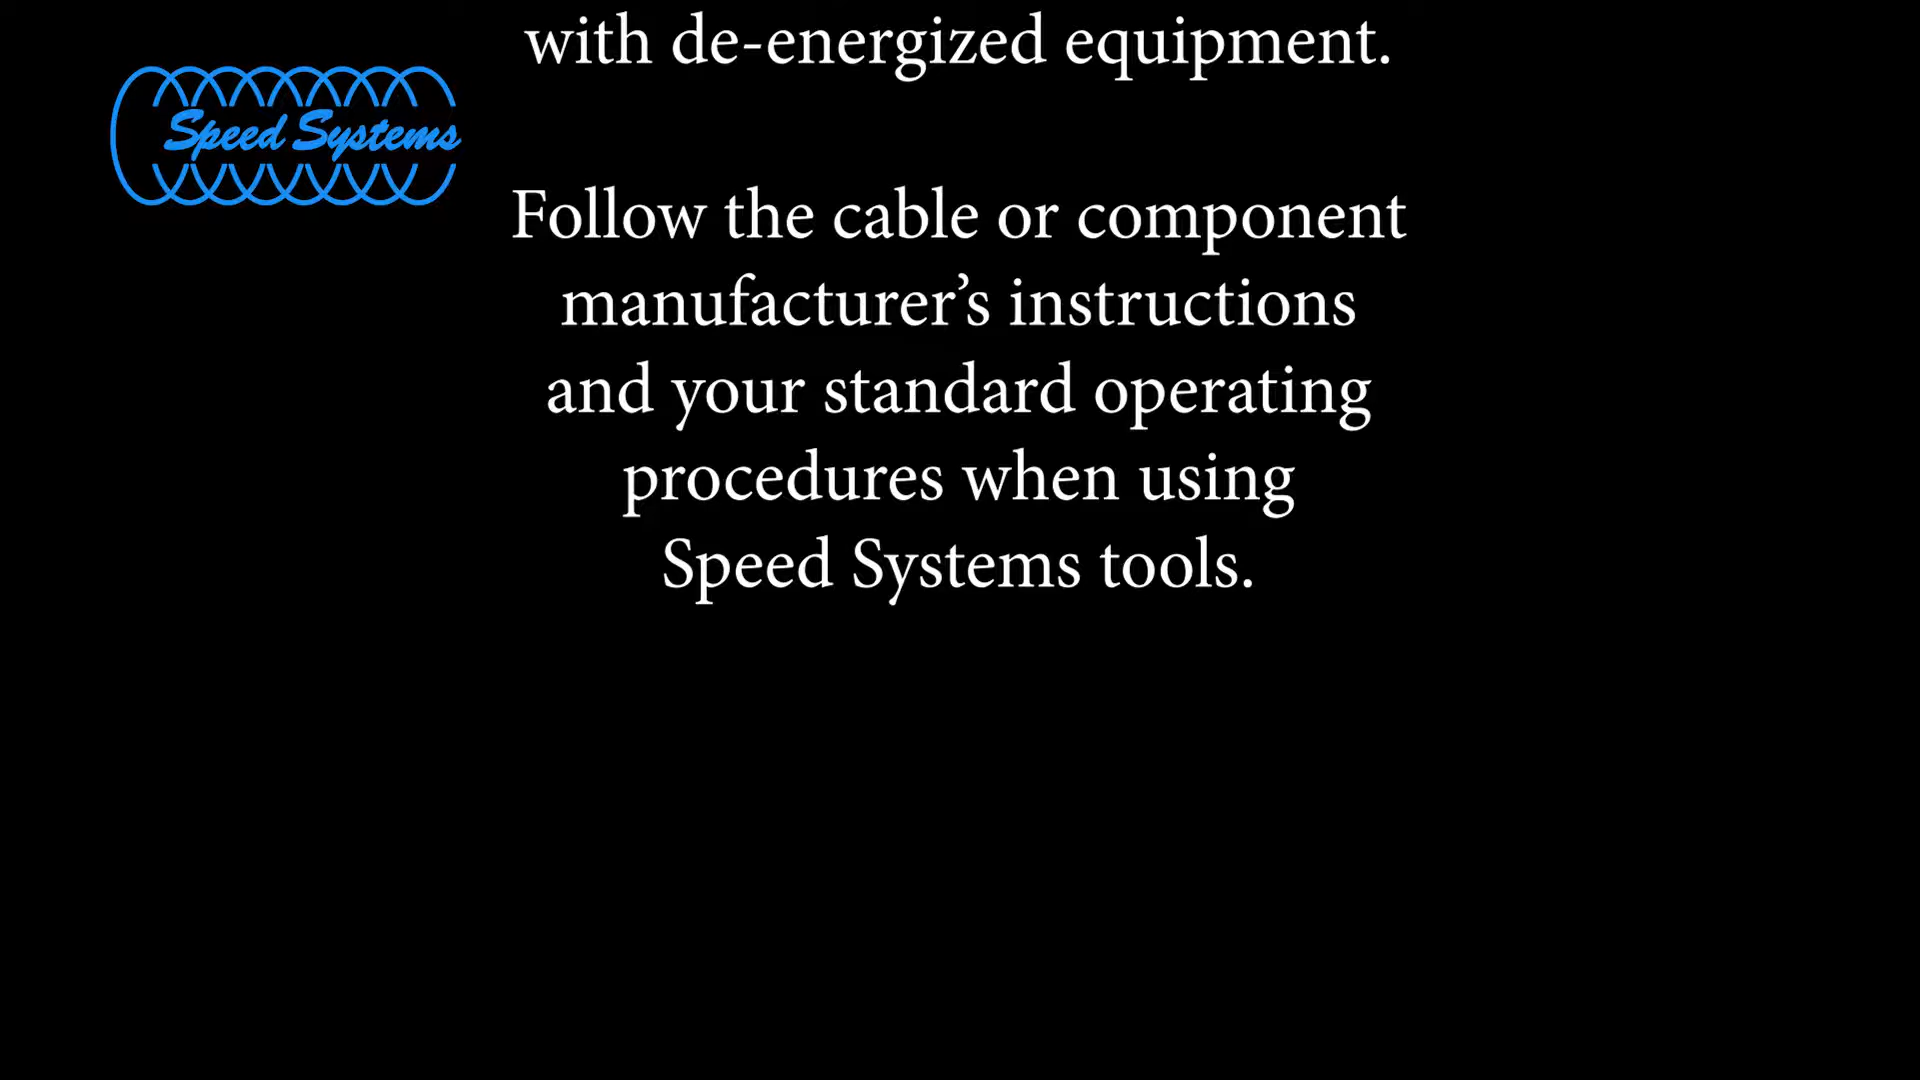 with de-energized equipment.
Speed Systems
Follow the cable or component
manufacturer’s instructions
and your standard operating
procedures when using
Speed Systems tools.